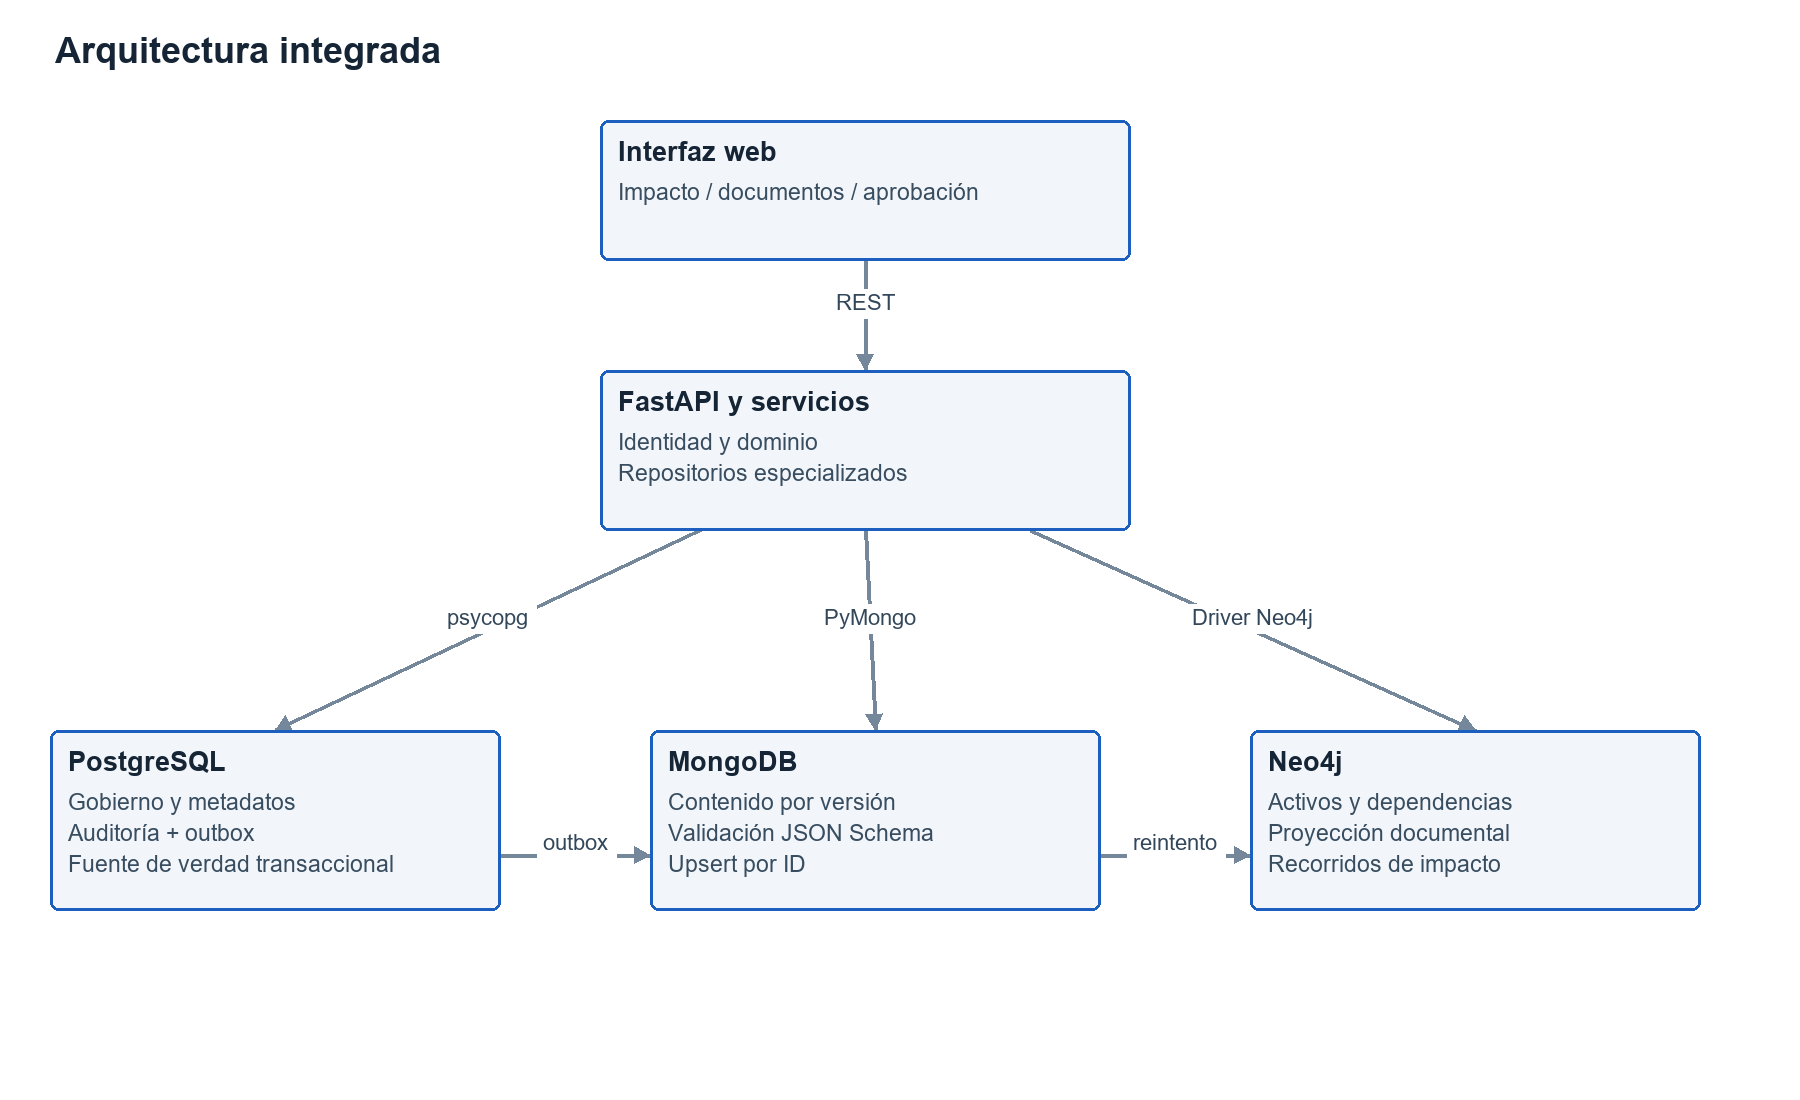 Arquitectura integrada
Interfaz web
Impacto / documentos / aprobación
REST
FastAPI y servicios
Identidad y dominio
Repositorios especializados
psycopg
PyMongo
Driver Neo4j
PostgreSQL
Gobierno y metadatos
Auditoría + outbox
Fuente de verdad transaccional
outbox
MongoDB
Contenido por versión
Validación JSON Schema
Upsert por ID
reintento
Neo4j
Activos y dependencias
Proyección documental
Recorridos de impacto